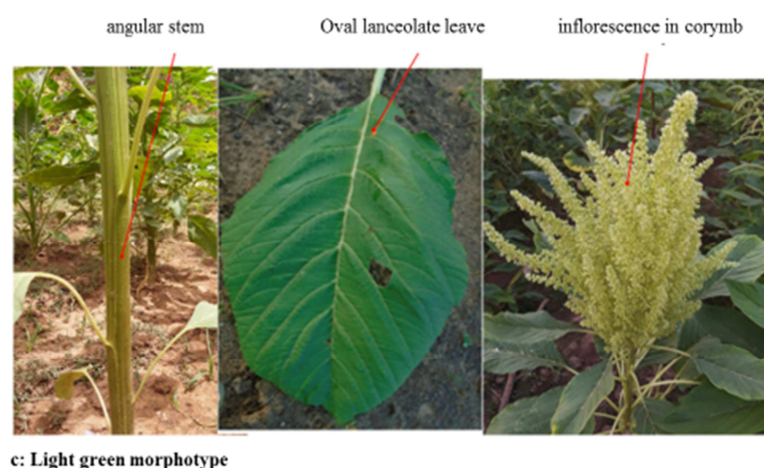 angular stem
Oval lanceolate leave
inflorescence in corymb
c: Light green morphotype